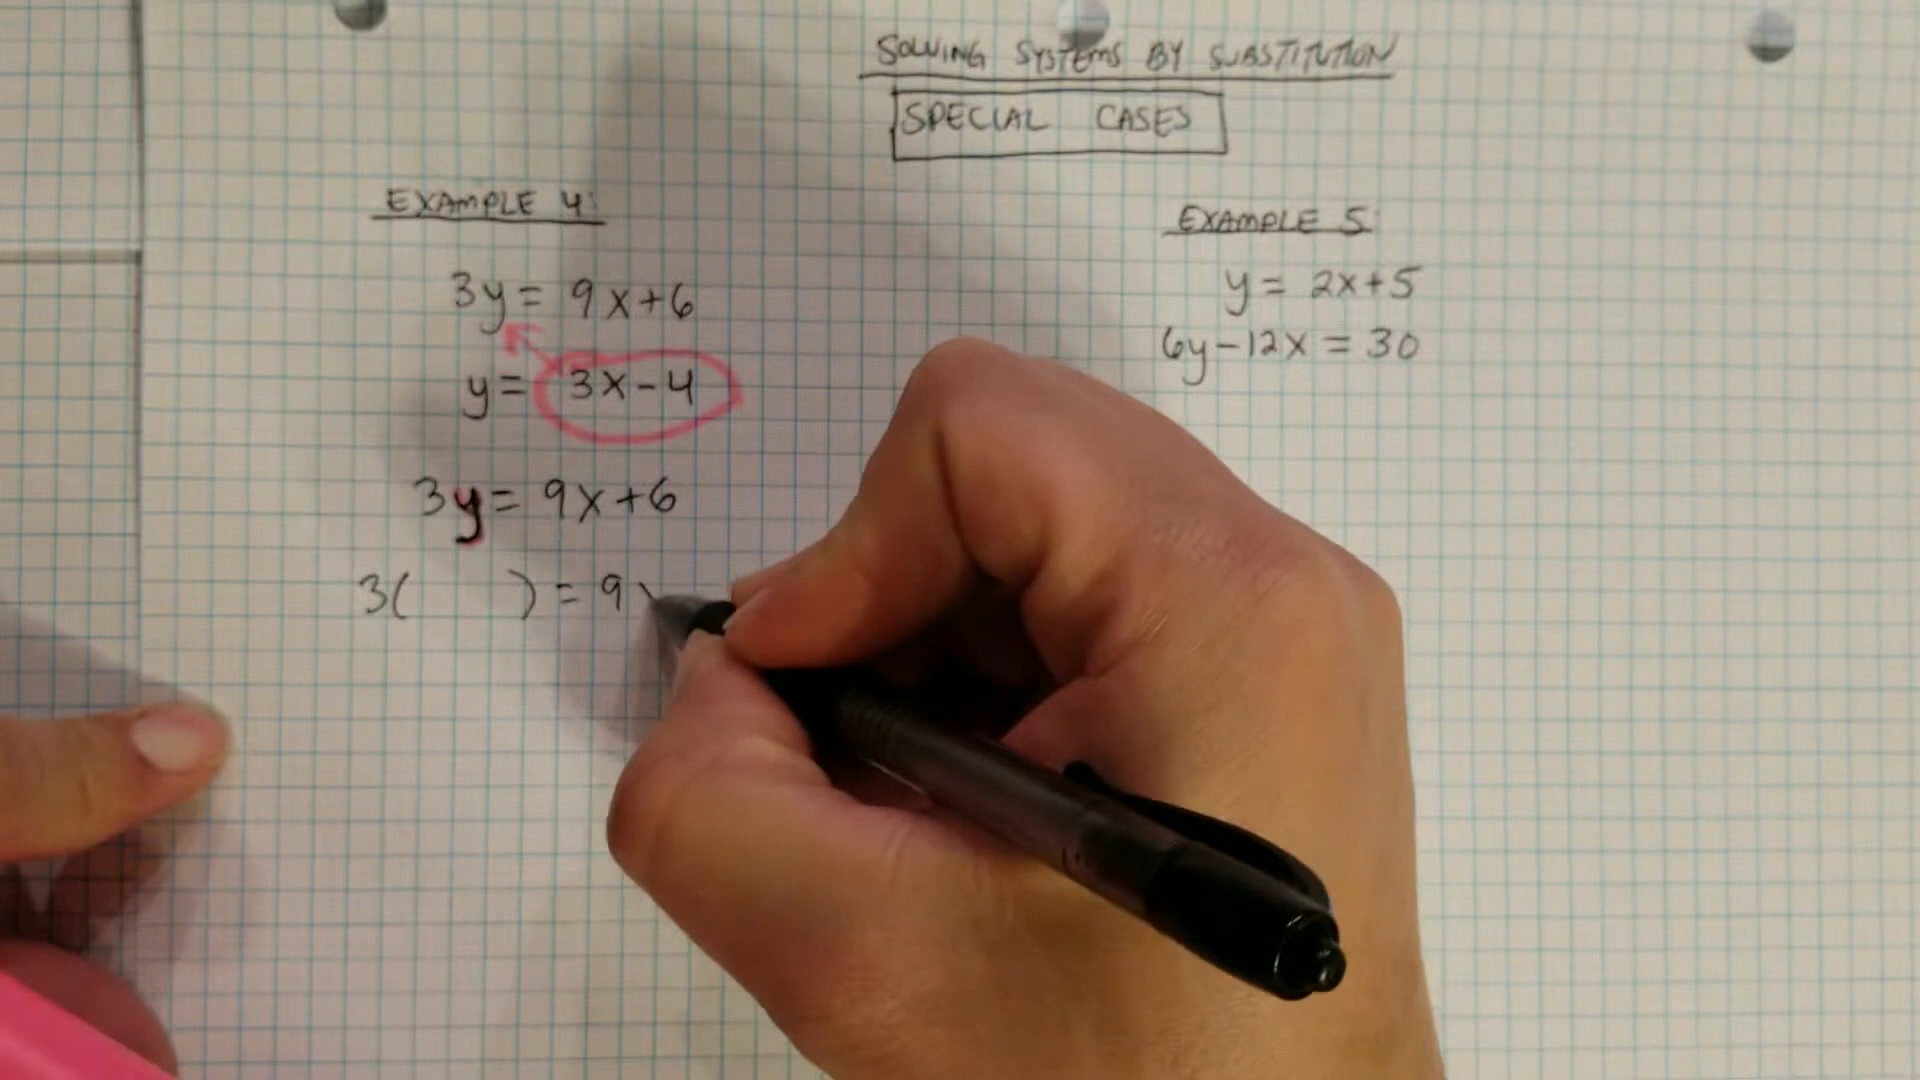 SOLVING SYSTEMS BY SUBSTITUTION
SPECIAL CASES
EXAMPLE 4:
3y = 9x+6
y = 3x-4
3y = 9x+6
3( ) = 9
EXAMPLE 5:
y = 2x+5
6y-12x = 30